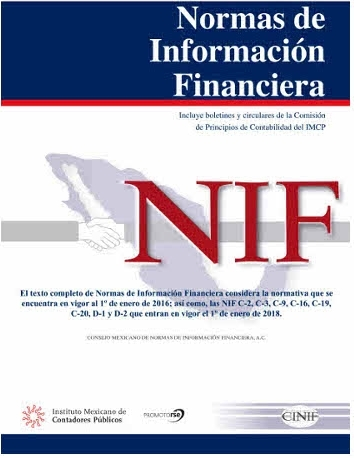 Normas de
Información
Financiera
Incluye boletines y circulares de la Comisión
de Principios de Contabilidad del IMCP
NIF
El texto completo de Normas de Información Financiera considera la normativa que se
encuentra en vigor al 1º de enero de 2016; así como, las NIF C-2, C-3, C-9, C-16, C-19,
C-20, D-1 y D-2 que entran en vigor el 1º de enero de 2018.
CONSEJO MEXICANO DE NORMAS DE INFORMACIÓN FINANCIERA, A.C.
Instituto Mexicano de
Contadores Públicos
PROMOTORSE
CINIF